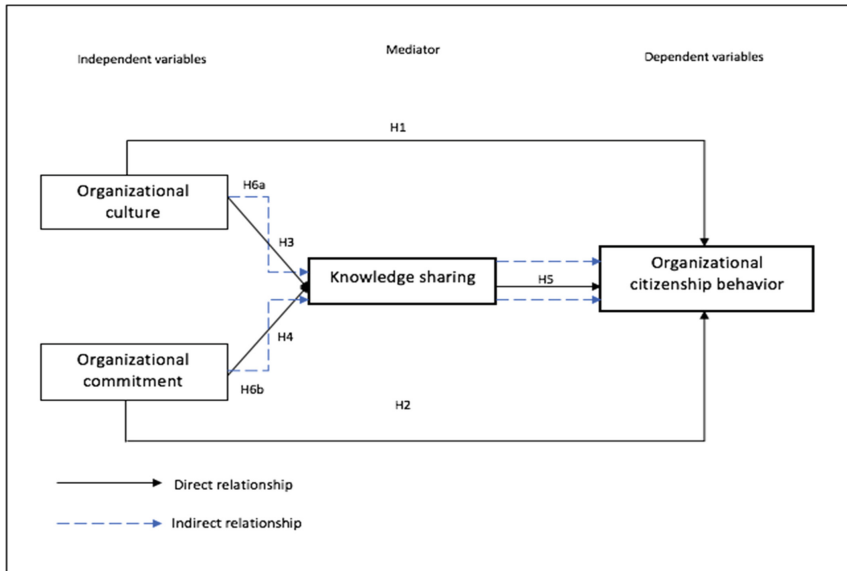 Independent variables
Mediator
Dependent variables
H1
Organizational
culture
H6a
H3
Knowledge sharing
H5
Organizational
citizenship behavior
H4
Organizational
commitment
H6b
H2
Direct relationship
Indirect relationship